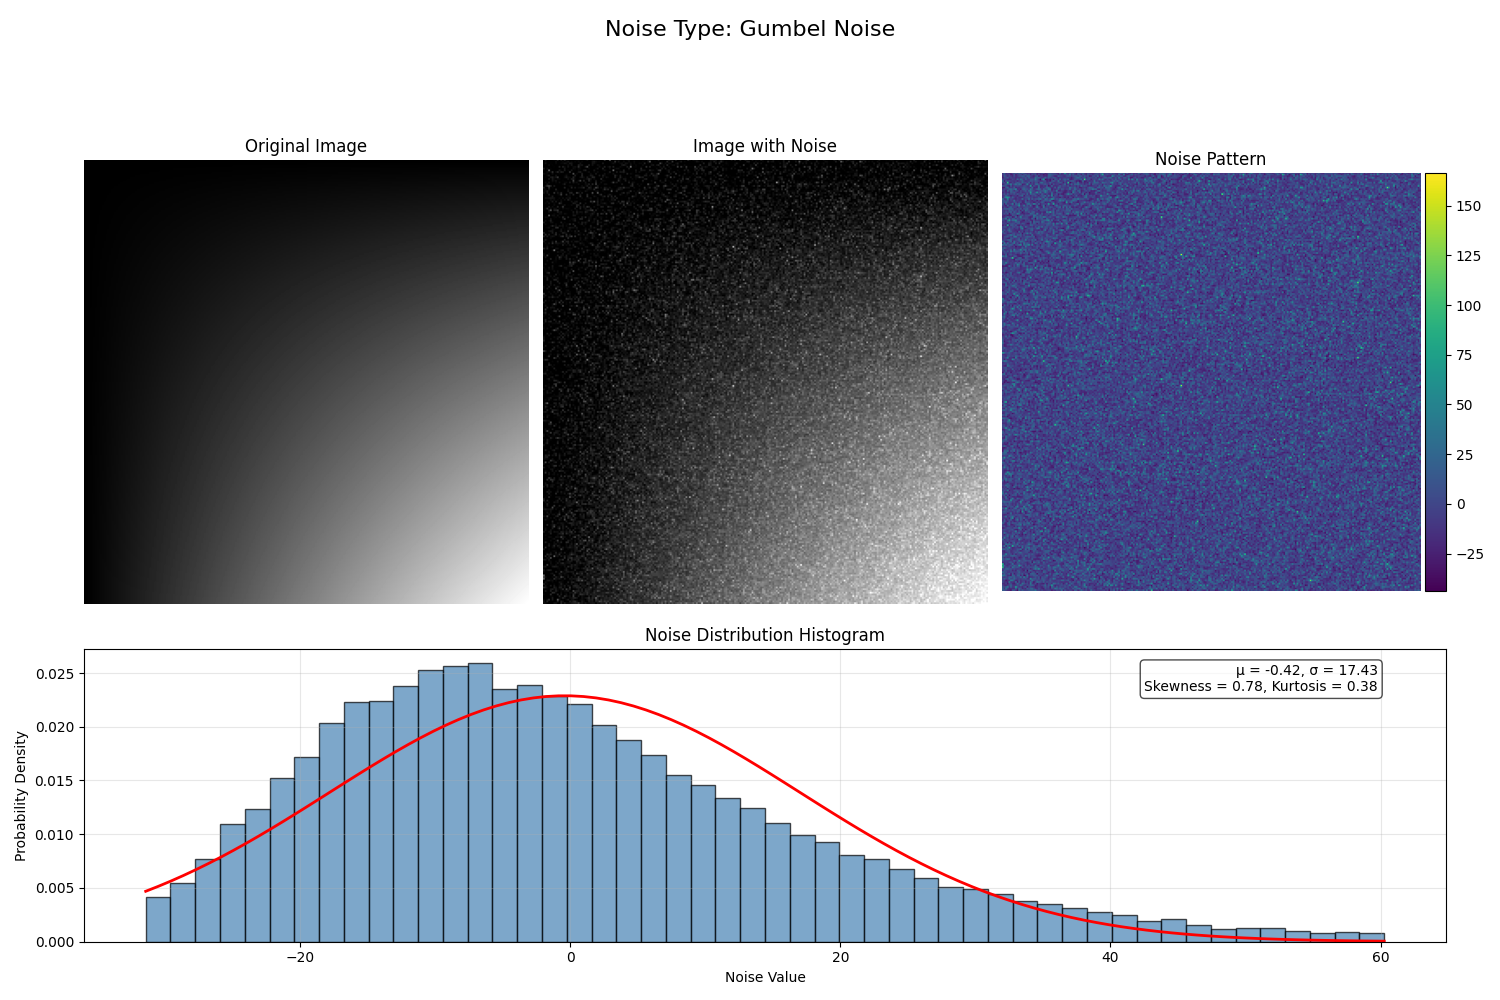 Noise Type: Gumbel Noise
Original Image
Image with Noise
Noise Pattern
150
125
100
75
50
25
0
−25
Noise Distribution Histogram
μ = -0.42, σ = 17.43
Skewness = 0.78, Kurtosis = 0.38
Probability Density
0.025
0.020
0.015
0.010
0.005
0.000
−20
0
20
40
60
Noise Value